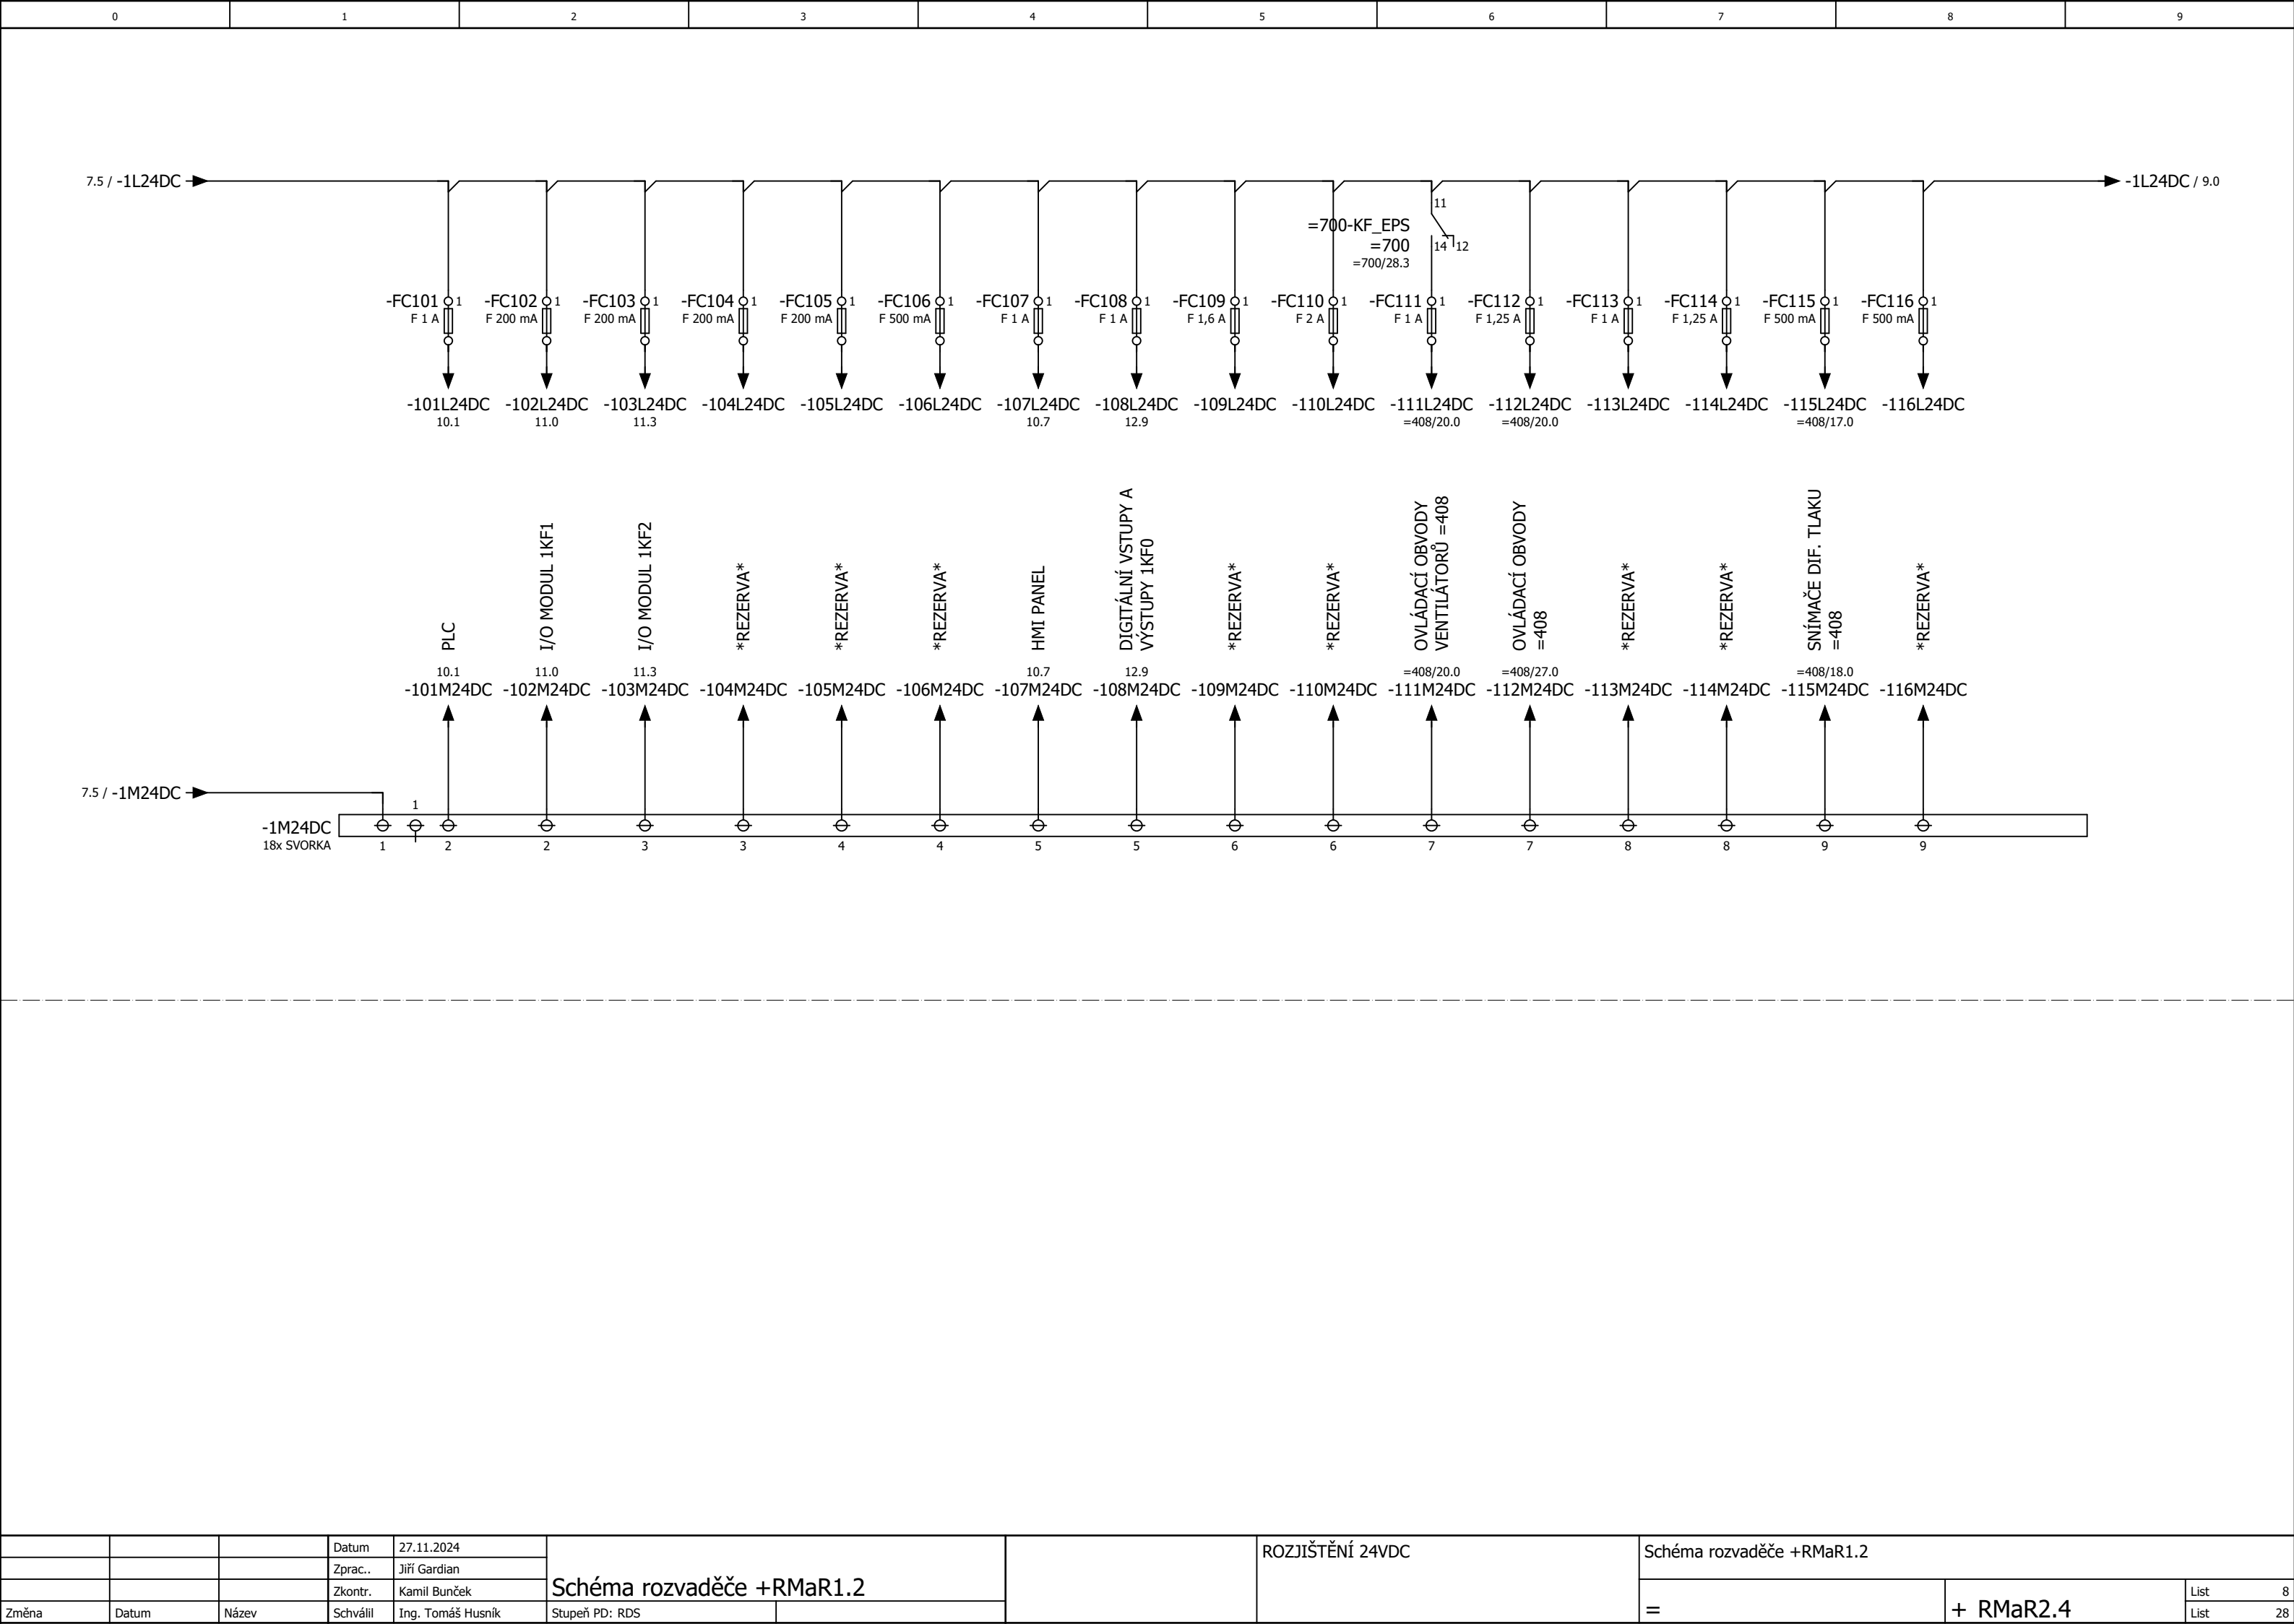 0 1 2 3 4 5 6 7 8 9
7.5 / -1L24DC
-1L24DC / 9.0
11
=700-KF_EPS
=700
14 12
=700/28.3
-FC101 1 -FC102 1 -FC103 1 -FC104 1 -FC105 1 -FC106 1 -FC107 1 -FC108 1 -FC109 1 -FC110 1 -FC111 1 -FC112 1 -FC113 1 -FC114 1 -FC115 1 -FC116 1
F 1 A F 200 mA F 200 mA F 200 mA F 200 mA F 500 mA F 1 A F 1 A F 1,6 A F 2 A F 1 A F 1,25 A F 1 A F 1,25 A F 500 mA F 500 mA
-101L24DC -102L24DC -103L24DC -104L24DC -105L24DC -106L24DC -107L24DC -108L24DC -109L24DC -110L24DC -111L24DC -112L24DC -113L24DC -114L24DC -115L24DC -116L24DC
10.1 11.0 11.3 10.7 12.9 =408/20.0 =408/20.0 =408/17.0
PLC
I/O MODUL 1KF1
I/O MODUL 1KF2
*REZERVA*
*REZERVA*
*REZERVA*
HMI PANEL
DIGITÁLNÍ VSTUPY A
VÝSTUPY 1KF0
*REZERVA*
*REZERVA*
OVLÁDACÍ OBVODY
VENTILÁTORŮ =408
OVLÁDACÍ OBVODY
=408
*REZERVA*
*REZERVA*
SNÍMAČE DIF. TLAKU
=408
*REZERVA*
10.1 11.0 11.3 10.7 12.9 =408/20.0 =408/27.0 =408/18.0
-101M24DC -102M24DC -103M24DC -104M24DC -105M24DC -106M24DC -107M24DC -108M24DC -109M24DC -110M24DC -111M24DC -112M24DC -113M24DC -114M24DC -115M24DC -116M24DC
7.5 / -1M24DC
1
-1M24DC
18x SVORKA
1 2 2 3 3 4 4 5 5 6 6 7 7 8 8 9 9
Datum 27.11.2024
Zprac.. Jiří Gardian
Zkontr. Kamil Bunček
Změna Datum Název Schválil Ing. Tomáš Husník
Schéma rozvaděče +RMaR1.2
Stupeň PD: RDS
ROZJIŠTĚNÍ 24VDC
Schéma rozvaděče +RMaR1.2
=
+ RMaR2.4
List 8
List 28